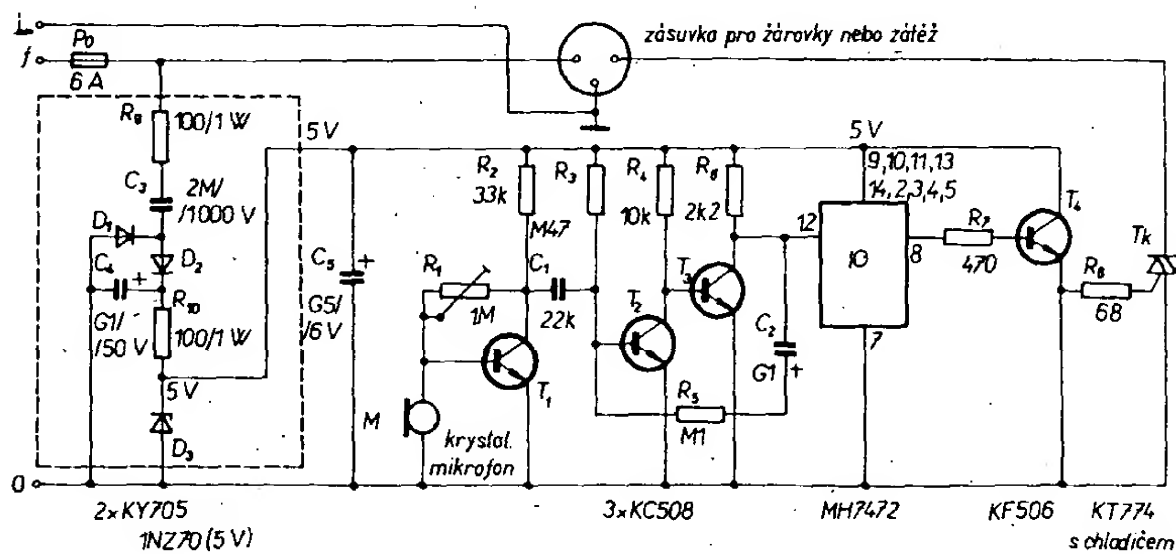 Po
f
6 A
zásuvka pro žárovky nebo zátěž
R9
100/1 W
5 V
5 V
9,10,11,13
14,2,3,4,5
C3
2M/
/1000 V
R2
33k
R3
R4
10k
R6
2k2
M47
D1
D2
C4
+
R10
G1/
/50 V
100/1 W
C5
+
G5/
/6 V
R1
1M
C1
22k
T2
T3
12
IO
8
R7
470
T4
Tk
R8
68
C2
G1
+
7
5 V
D3
M
krystal.
mikrofon
T1
R5
M1
0
2×KY705
1NZ70 (5 V)
3×KC508
MH7472
KF506
KT774
s chladičem